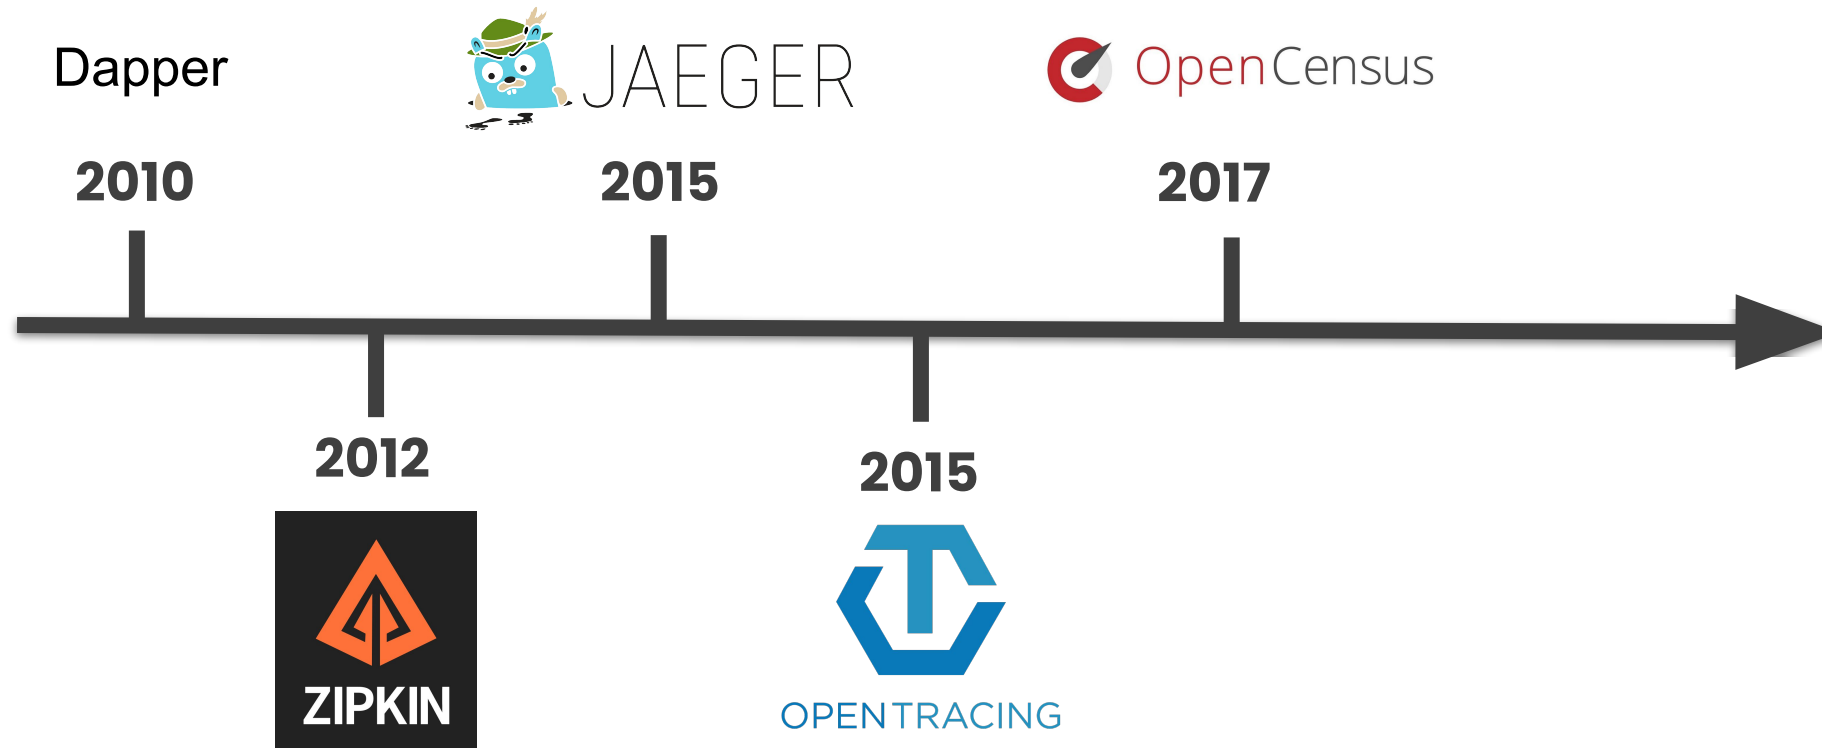 Dapper
JAEGER
OpenCensus
2010
2015
2017
2012
2015
ZIPKIN
OPENTRACING